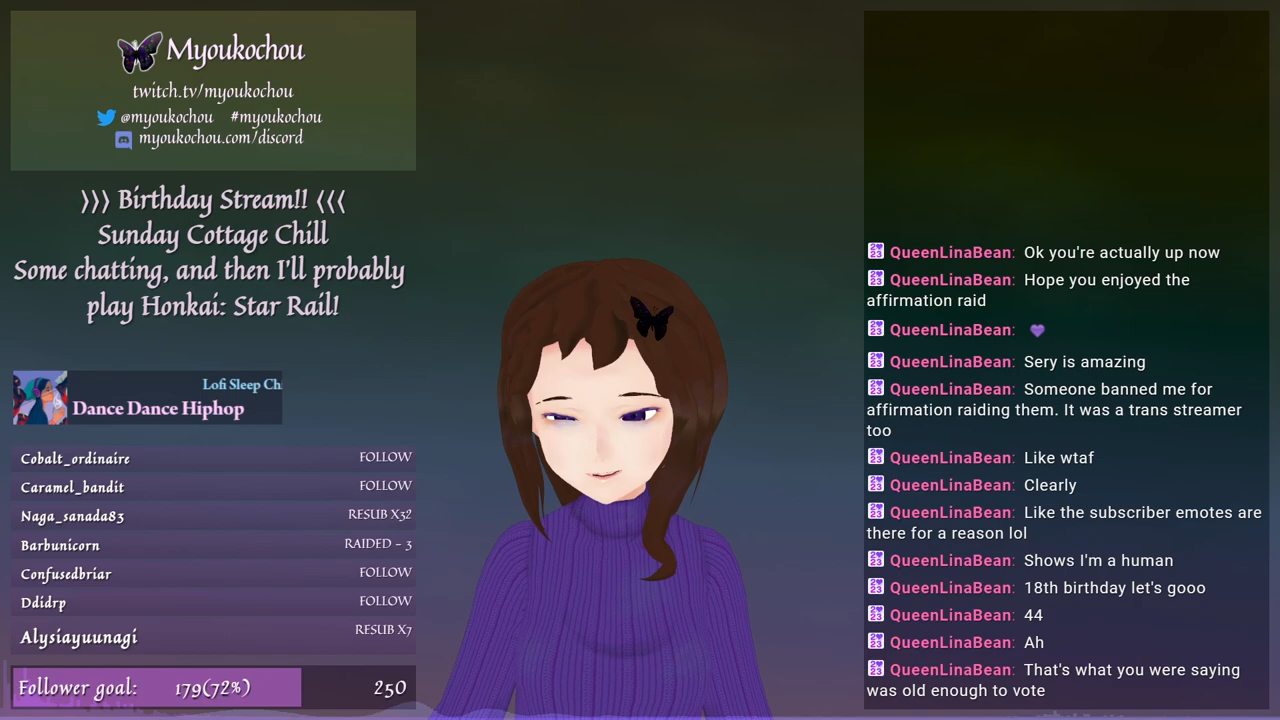 Myoukochou
twitch.tv/myoukochou
@myoukochou #myoukochou
myoukochou.com/discord
⟩⟩⟩ Birthday Stream!! ⟨⟨⟨
Sunday Cottage Chill
Some chatting, and then I'll probably
play Honkai: Star Rail!
Lofi Sleep Ch
Dance Dance Hiphop
Cobalt_ordinaire FOLLOW
Caramel_bandit FOLLOW
Naga_sanada83 RESUB X32
Barbunicorn RAIDED - 3
Confusedbriar FOLLOW
Ddidrp FOLLOW
Alysiayuunagi RESUB X7
Follower goal: 179(72%) 250
QueenLinaBean: Ok you're actually up now
QueenLinaBean: Hope you enjoyed the
affirmation raid
QueenLinaBean: 💜
QueenLinaBean: Sery is amazing
QueenLinaBean: Someone banned me for
affirmation raiding them. It was a trans streamer
too
QueenLinaBean: Like wtaf
QueenLinaBean: Clearly
QueenLinaBean: Like the subscriber emotes are
there for a reason lol
QueenLinaBean: Shows I'm a human
QueenLinaBean: 18th birthday let's gooo
QueenLinaBean: 44
QueenLinaBean: Ah
QueenLinaBean: That's what you were saying
was old enough to vote